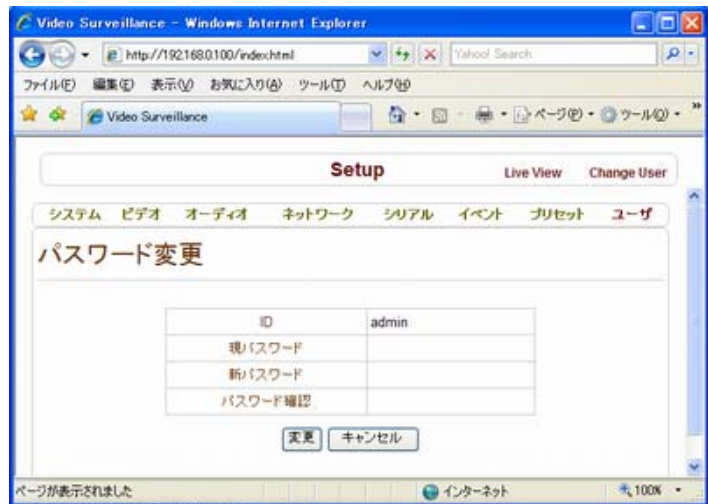 Video Surveillance - Windows Internet Explorer
http://192.168.0.100/index.html
Yahoo! Search
ファイル(F) 編集(E) 表示(V) お気に入り(A) ツール(T) ヘルプ(H)
Video Surveillance
ページ(P) ツール(O)
Setup Live View Change User
システム ビデオ オーディオ ネットワーク シリアル イベント プリセット ユーザ
パスワード変更
ID admin
現パスワード
新パスワード
パスワード確認
変更 キャンセル
ページが表示されました インターネット 100%